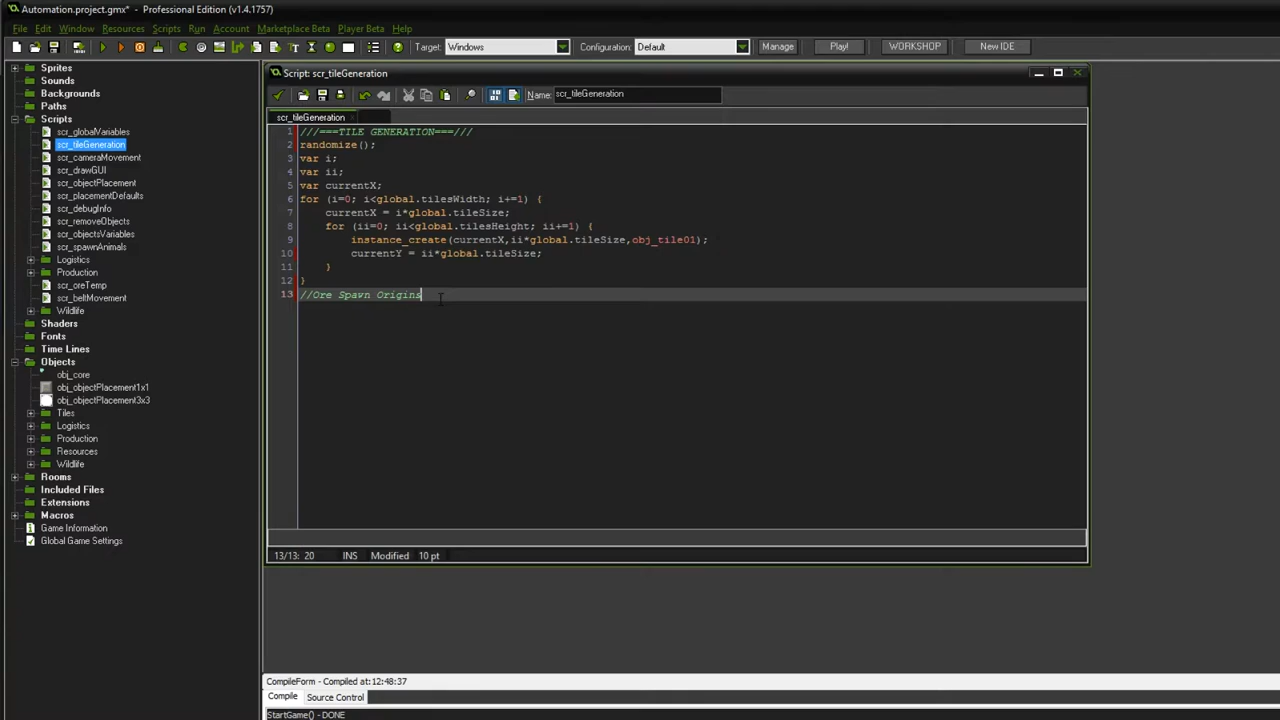 Automation.project.gmx* - Professional Edition (v1.4.1757)
File Edit Window Resources Scripts Run Account Marketplace Beta Player Beta Help
Target: Windows Configuration: Default Manage Play! WORKSHOP New IDE
Sprites
Sounds
Backgrounds
Paths
Scripts
scr_globalVariables
scr_tileGeneration
scr_cameraMovement
scr_drawGUI
scr_objectPlacement
scr_placementDefaults
scr_debugInfo
scr_removeObjects
scr_objectsVariables
scr_spawnAnimals
Logistics
Production
scr_oreTemp
scr_beltMovement
Wildlife
Shaders
Fonts
Time Lines
Objects
obj_core
obj_objectPlacement1x1
obj_objectPlacement3x3
Tiles
Logistics
Production
Resources
Wildlife
Rooms
Included Files
Extensions
Macros
Game Information
Global Game Settings
Script: scr_tileGeneration
Name: scr_tileGeneration
scr_tileGeneration
1 ///===TILE GENERATION===///
2 randomize();
3 var i;
4 var ii;
5 var currentX;
6 for (i=0; i<global.tilesWidth; i+=1) {
7 currentX = i*global.tileSize;
8 for (ii=0; ii<global.tilesHeight; ii+=1) {
9 instance_create(currentX,ii*global.tileSize,obj_tile01);
10 currentY = ii*global.tileSize;
11 }
12 }
13 //Ore Spawn Origins
13/13: 20 INS Modified 10 pt
CompileForm - Compiled at:12:48:37
Compile Source Control
StartGame() - DONE